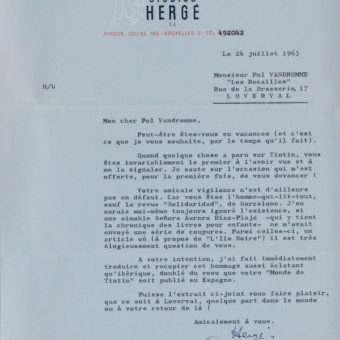 STUDIOS
HERGÉ
S.A
AVENUE LOUISE 162 · BRUXELLES 5 · TÉL. 492042
Le 24 juillet 1963
Monsieur Pol VANDROMME
"Les Rocailles"
Rue de la Brasserie, 17
LOVERVAL
H/b
Mon cher Pol Vandromme,
Peut-être êtes-vous en vacances (et c'est
ce que je vous souhaite, par le temps qu'il fait).
Quand quelque chose a paru sur Tintin, vous
êtes invariablement le premier à l'avoir vue et à
me la signaler. Je saute sur l'occasion qui m'est
offerte, pour la première fois, de vous devancer !
Votre amicale vigilance n'est d'ailleurs
pas en défaut. Car vous êtes l'homme-qui-lit-tout,
sauf la revue "Solidaridad", de Barcelone. J'en
aurais moi-même toujours ignoré l'existence, si
une aimable Señora Aurora Diaz-Plaja -qui y tient
la chronique des livres pour enfants- ne m'avait
envoyé une série de coupures. Parmi celles-ci, un
article où (à propos de "L'Ile Noire") il est très
élogieusement question de vous.
A votre intention, j'ai fait immédiatement
traduire et recopier cet hommage aussi éclatant
qu'ibérique, doublé du voeu que votre "Monde de
Tintin" soit publié en Espagne.
Puisse l'extrait ci-joint vous faire plaisir,
que ce soit à Loverval, quelque part dans le monde
ou à votre retour de là !
Amicalement à vous.
Hergé